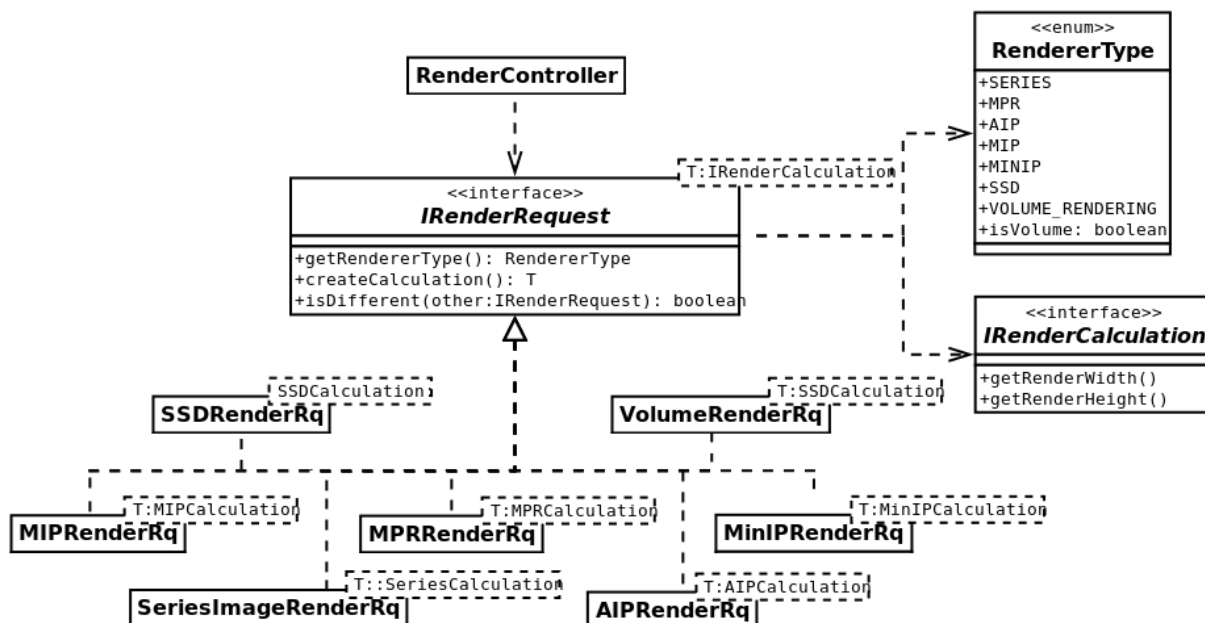 <<enum>>
RendererType
+SERIES
+MPR
+AIP
+MIP
+MINIP
+SSD
+VOLUME_RENDERING
+isVolume: boolean
RenderController
T:IRenderCalculation
<<interface>>
IRenderRequest
+getRendererType(): RendererType
+createCalculation(): T
+isDifferent(other:IRenderRequest): boolean
<<interface>>
IRenderCalculation
+getRenderWidth()
+getRenderHeight()
SSDCalculation
SSDRenderRq
T:SSDCalculation
VolumeRenderRq
T:MIPCalculation
MIPRenderRq
T:MPRCalculation
MPRRenderRq
T:MinIPCalculation
MinIPRenderRq
T::SeriesCalculation
SeriesImageRenderRq
T:AIPCalculation
AIPRenderRq